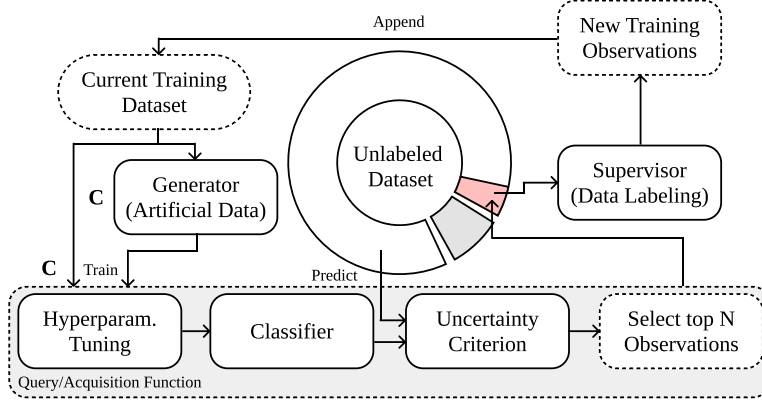 Append
New Training
Observations
Current Training
Dataset
Unlabeled
Dataset
Supervisor
(Data Labeling)
C
Generator
(Artificial Data)
C
Train
Predict
Hyperparam.
Tuning
Classifier
Uncertainty
Criterion
Select top N
Observations
Query/Acquisition Function